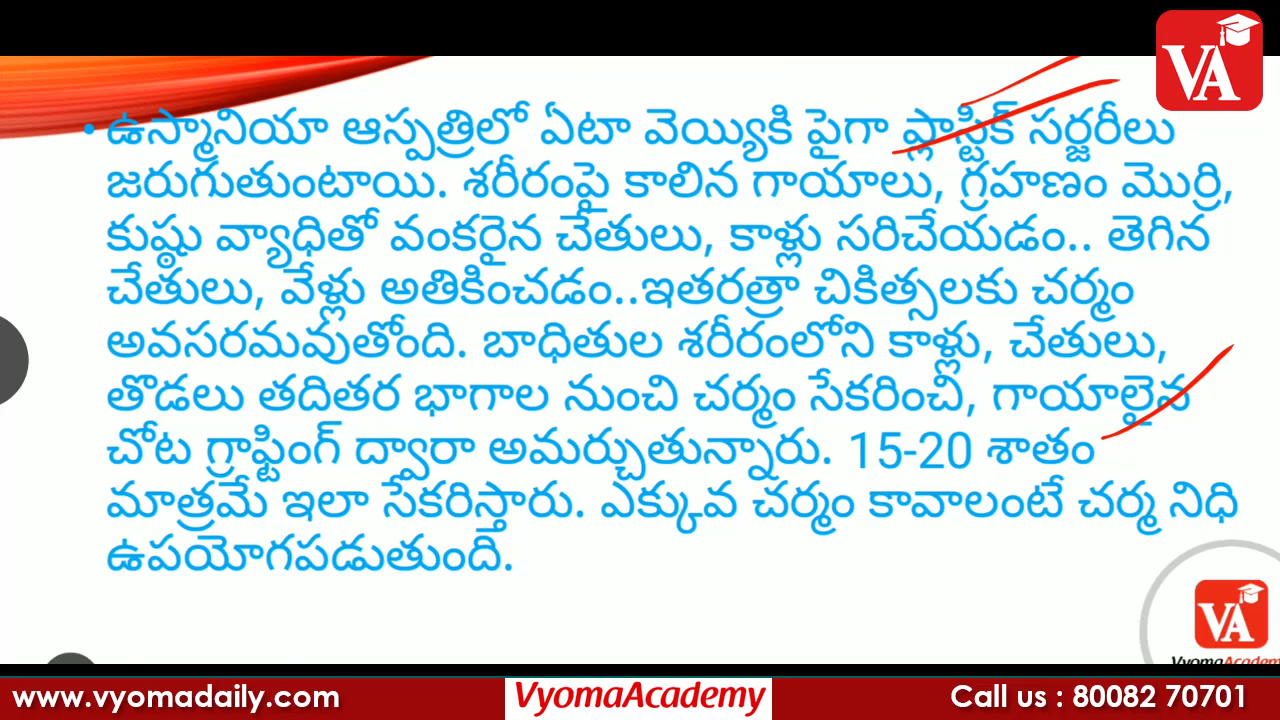 VA
• ఉస్మానియా ఆస్పత్రిలో ఏటా వెయ్యికి పైగా ప్లాస్టిక్ సర్జరీలు
జరుగుతుంటాయి. శరీరంపై కాలిన గాయాలు, గ్రహణం మొర్రి,
కుష్ఠు వ్యాధితో వంకరైన చేతులు, కాళ్లు సరిచేయడం.. తెగిన
చేతులు, వేళ్లు అతికించడం..ఇతరత్రా చికిత్సలకు చర్మం
అవసరమవుతోంది. బాధితుల శరీరంలోని కాళ్లు, చేతులు,
తొడలు తదితర భాగాల నుంచి చర్మం సేకరించి, గాయాలైన
చోట గ్రాఫ్టింగ్ ద్వారా అమర్చుతున్నారు. 15-20 శాతం
మాత్రమే ఇలా సేకరిస్తారు. ఎక్కువ చర్మం కావాలంటే చర్మ నిధి
ఉపయోగపడుతుంది.
VA
VyomaAcadem
www.vyomadaily.com VyomaAcademy Call us : 80082 70701